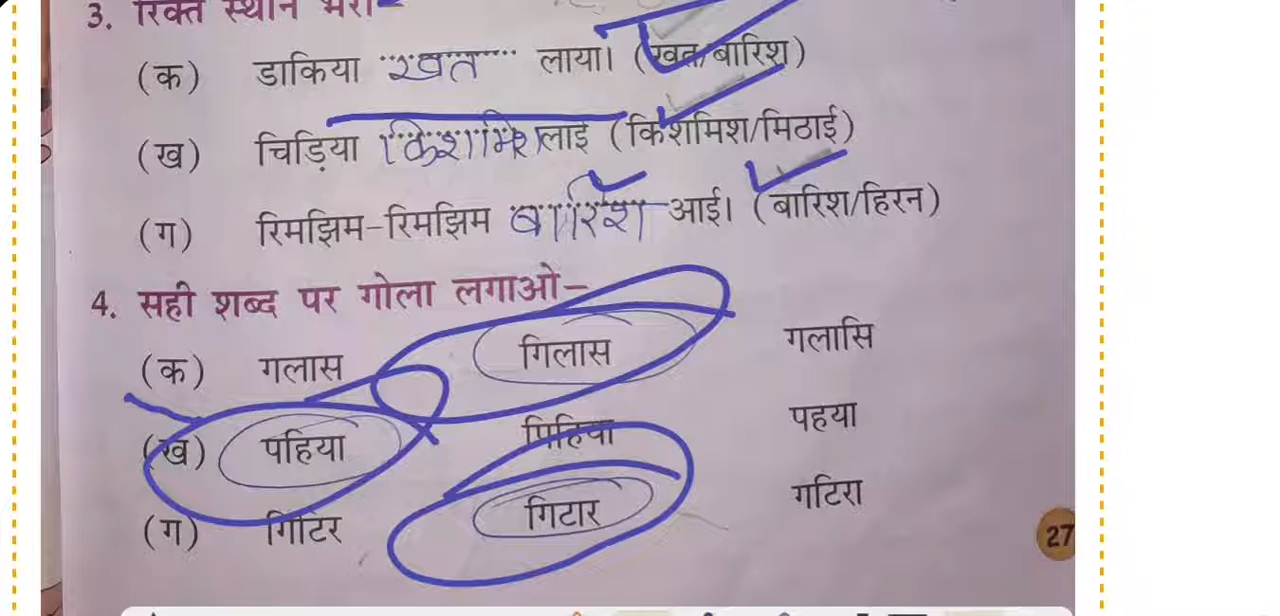 3. रिक्त स्थान भरो-
(क) डाकिया खत लाया। (खत/बारिश)
(ख) चिड़िया किशमिश लाई (किशमिश/मिठाई)
(ग) रिमझिम-रिमझिम बारिश आई। (बारिश/हिरन)
4. सही शब्द पर गोला लगाओ-
(क) गलास गिलास गलासि
(ख) पहिया पिहिया पहया
(ग) गिटिर गिटार गटिरा
27